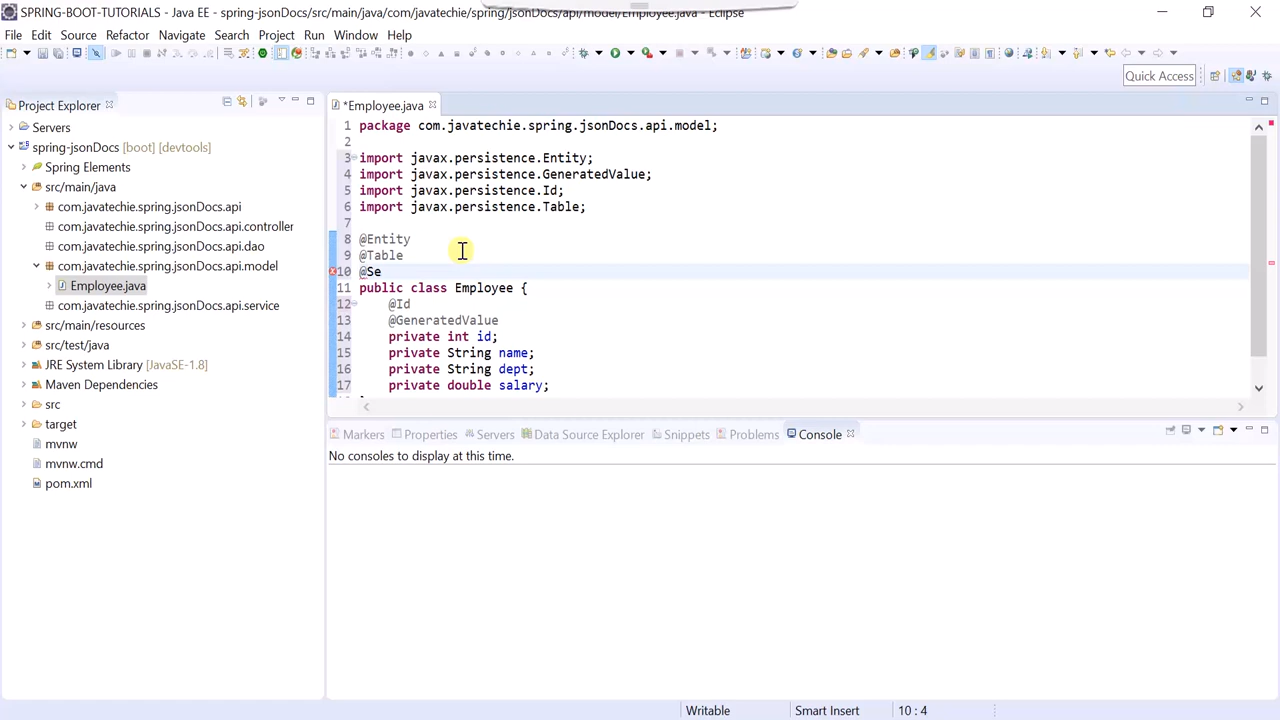 SPRING-BOOT-TUTORIALS - Java EE - spring-jsonDocs/src/main/java/com/javatechie/spring/jsonDocs/api/model/Employee.java - Eclipse
File Edit Source Refactor Navigate Search Project Run Window Help
Quick Access
Project Explorer
Servers
spring-jsonDocs [boot] [devtools]
Spring Elements
src/main/java
com.javatechie.spring.jsonDocs.api
com.javatechie.spring.jsonDocs.api.controller
com.javatechie.spring.jsonDocs.api.dao
com.javatechie.spring.jsonDocs.api.model
Employee.java
com.javatechie.spring.jsonDocs.api.service
src/main/resources
src/test/java
JRE System Library [JavaSE-1.8]
Maven Dependencies
src
target
mvnw
mvnw.cmd
pom.xml
*Employee.java
1 package com.javatechie.spring.jsonDocs.api.model;
2
3 import javax.persistence.Entity;
4 import javax.persistence.GeneratedValue;
5 import javax.persistence.Id;
6 import javax.persistence.Table;
7
8 @Entity
9 @Table
10 @Se
11 public class Employee {
12 @Id
13 @GeneratedValue
14 private int id;
15 private String name;
16 private String dept;
17 private double salary;
Markers Properties Servers Data Source Explorer Snippets Problems Console
No consoles to display at this time.
Writable Smart Insert 10 : 4